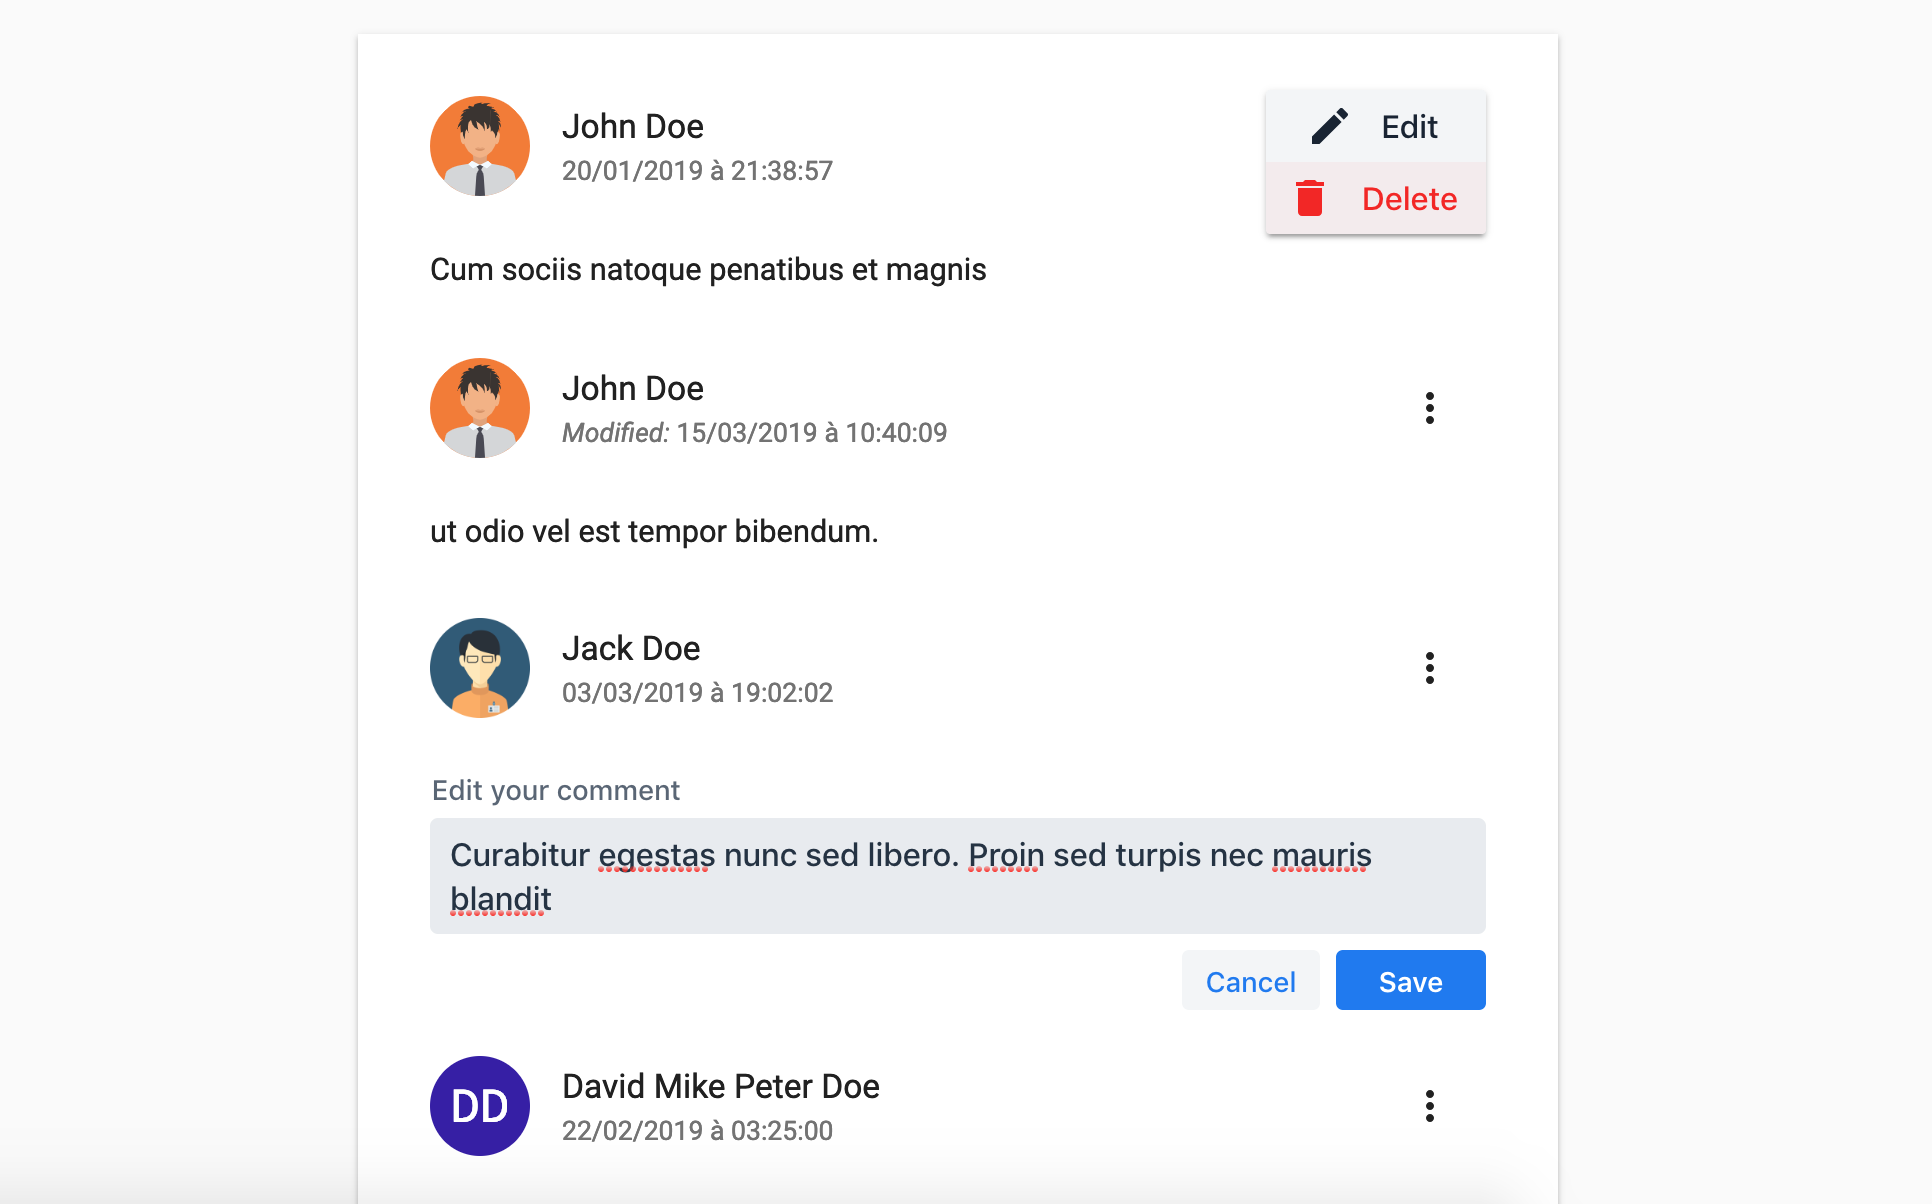 John Doe
20/01/2019 à 21:38:57
Edit
Delete
Cum sociis natoque penatibus et magnis
John Doe
Modified: 15/03/2019 à 10:40:09
ut odio vel est tempor bibendum.
Jack Doe
03/03/2019 à 19:02:02
Edit your comment
Curabitur egestas nunc sed libero. Proin sed turpis nec mauris
blandit
Cancel
Save
DD
David Mike Peter Doe
22/02/2019 à 03:25:00